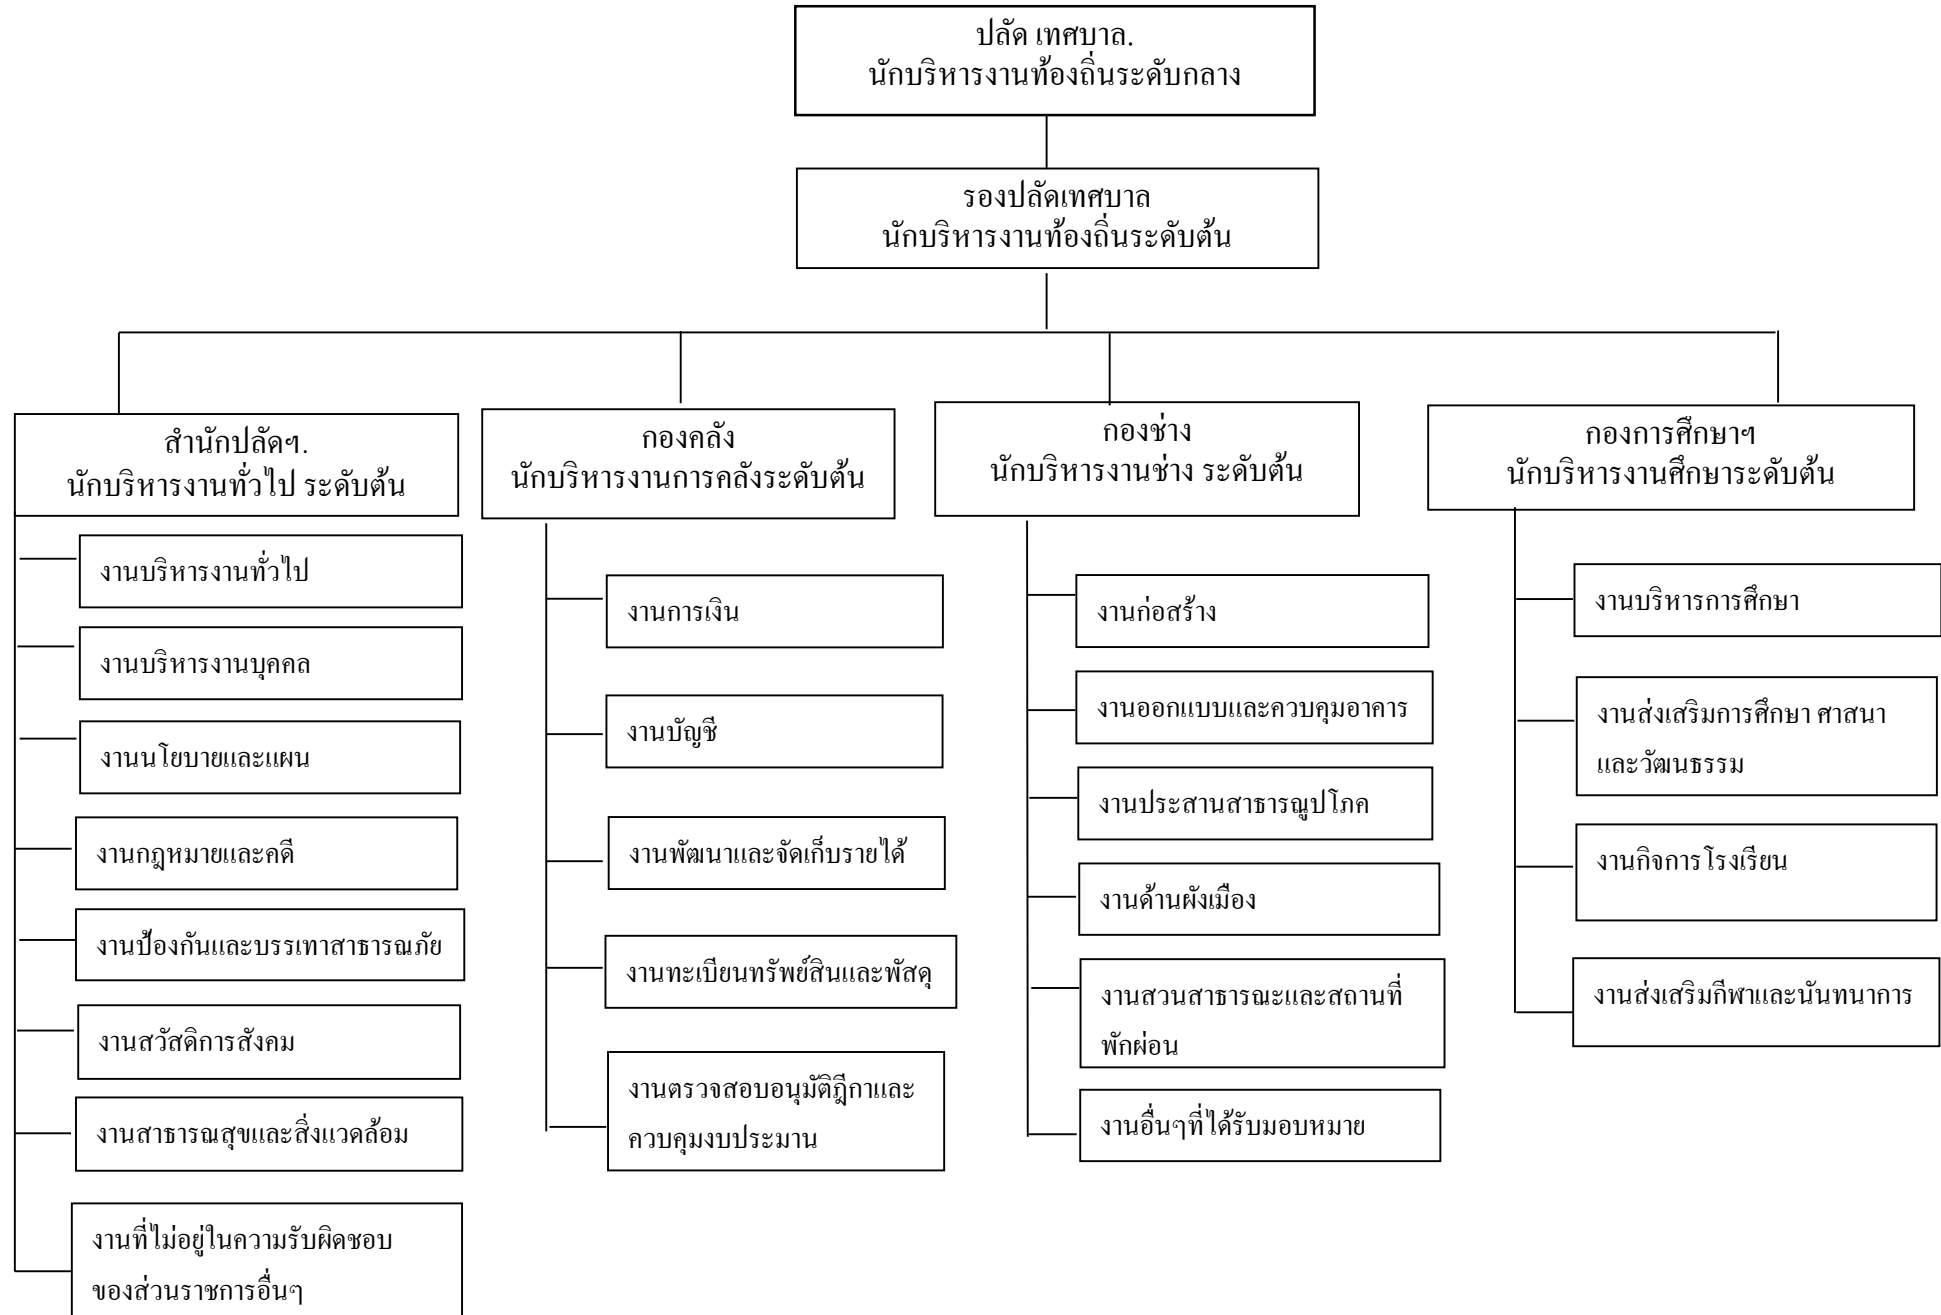 ปลัด เทศบาล.
นักบริหารงานท้องถิ่นระดับกลาง
รองปลัดเทศบาล
นักบริหารงานท้องถิ่นระดับต้น
สำนักปลัดฯ.
นักบริหารงานทั่วไป ระดับต้น
งานบริหารงานทั่วไป
งานบริหารงานบุคคล
งานนโยบายและแผน
งานกฎหมายและคดี
งานป้องกันและบรรเทาสาธารณภัย
งานสวัสดิการสังคม
งานสาธารณสุขและสิ่งแวดล้อม
งานที่ไม่อยู่ในความรับผิดชอบ
ของส่วนราชการอื่นๆ
กองคลัง
นักบริหารงานการคลังระดับต้น
งานการเงิน
งานบัญชี
งานพัฒนาและจัดเก็บรายได้
งานทะเบียนทรัพย์สินและพัสดุ
งานตรวจสอบอนุมัติฎีกาและ
ควบคุมงบประมาน
กองช่าง
นักบริหารงานช่าง ระดับต้น
งานก่อสร้าง
งานออกแบบและควบคุมอาคาร
งานประสานสาธารณูปโภค
งานด้านผังเมือง
งานสวนสาธารณะและสถานที่
พักผ่อน
งานอื่นๆที่ได้รับมอบหมาย
กองการศึกษาฯ
นักบริหารงานศึกษาระดับต้น
งานบริหารการศึกษา
งานส่งเสริมการศึกษา ศาสนา
และวัฒนธรรม
งานกิจการโรงเรียน
งานส่งเสริมกีฬาและนันทนาการ